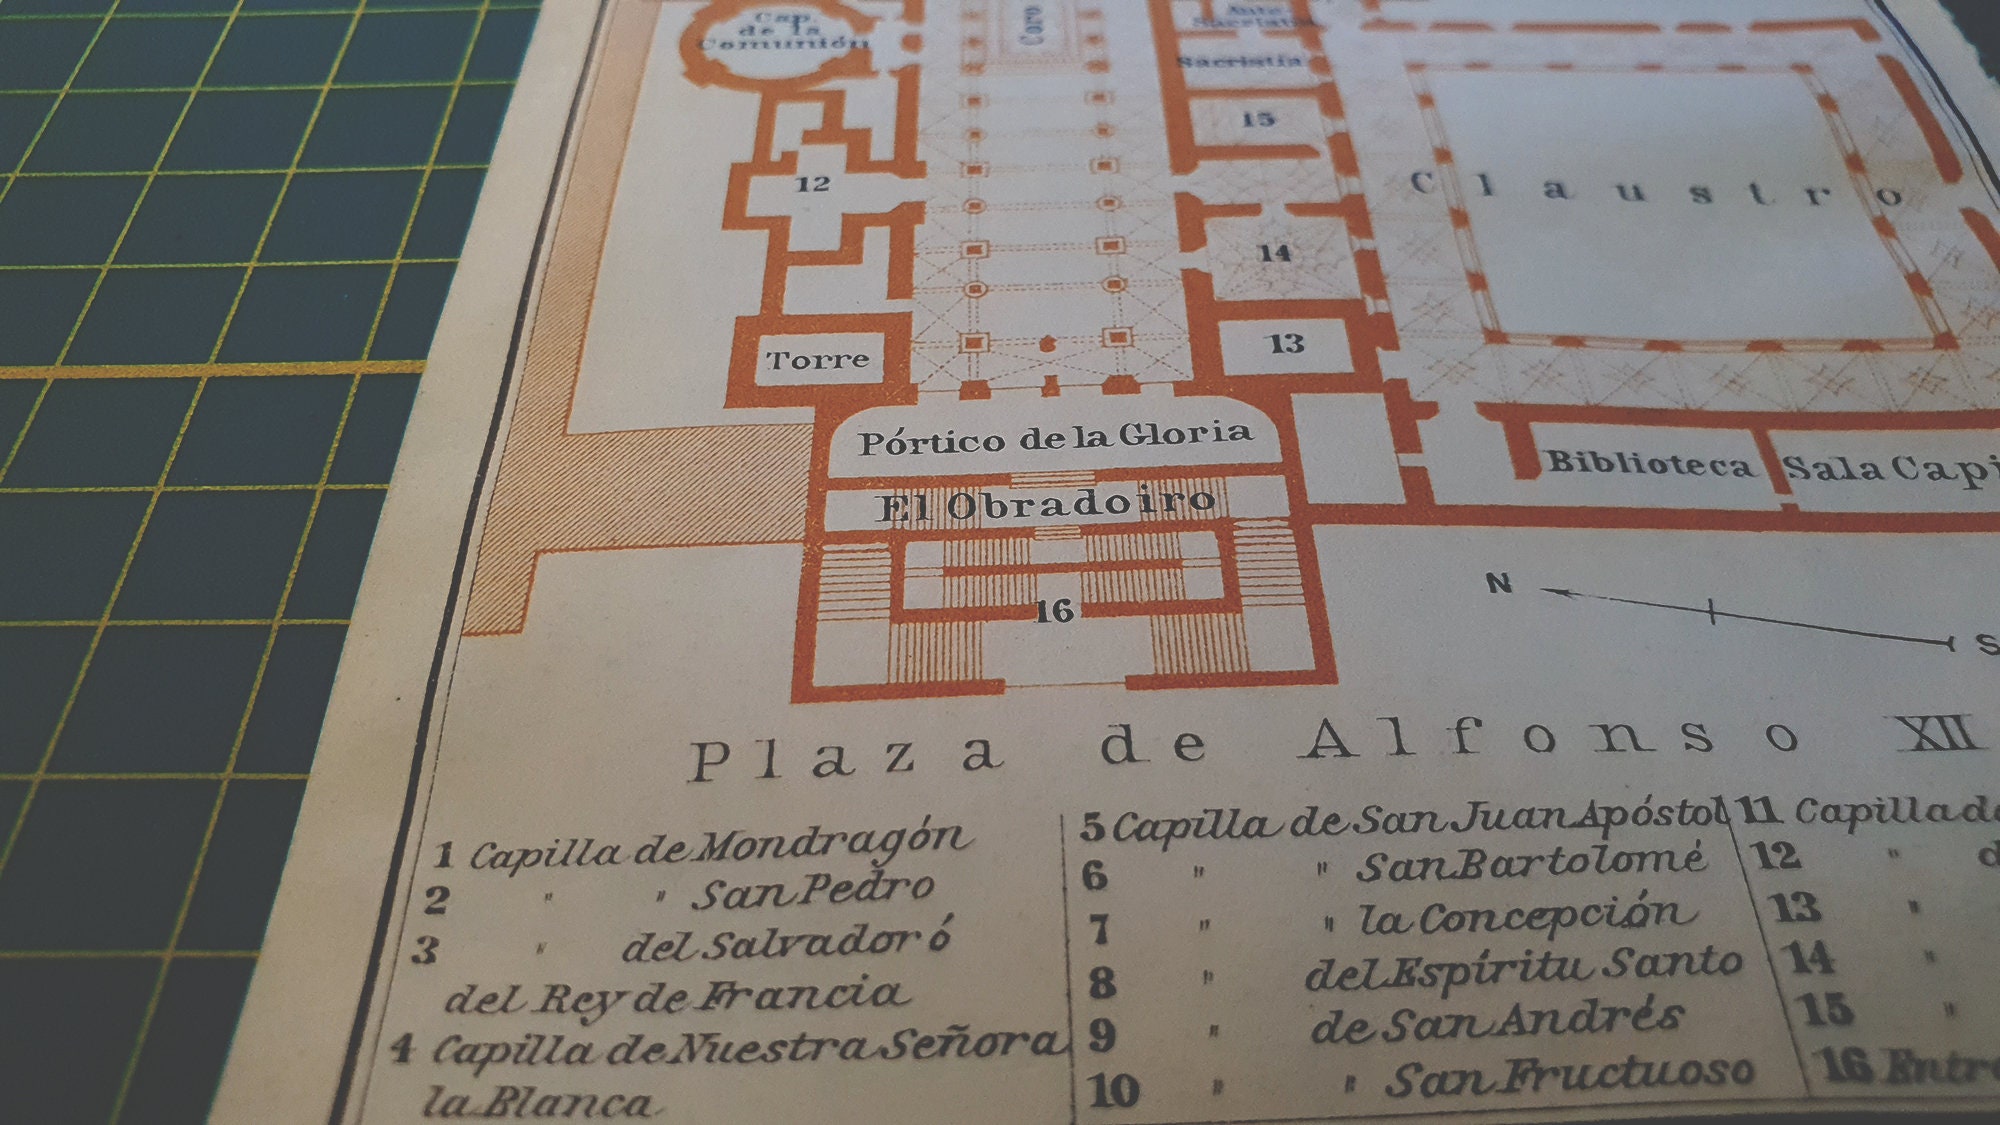 Cap.
de la
Comunión
Coro
Ante
Sacristia
Sacristia
15
12
Claustro
14
13
Torre
Pórtico de la Gloria
Biblioteca
Sala Capi
El Obradoiro
N
S
16
Plaza de Alfonso XII
1 Capilla de Mondragón
2 " " San Pedro
3 " del Salvador ó
del Rey de Francia
4 Capilla de Nuestra Señora
la Blanca
5 Capilla de San Juan Apóstol
6 " " San Bartolomé
7 " " la Concepción
8 " del Espíritu Santo
9 " de San Andrés
10 " " San Fructuoso
11 Capilla d
12 " d
13 "
14 "
15 "
16 Entr